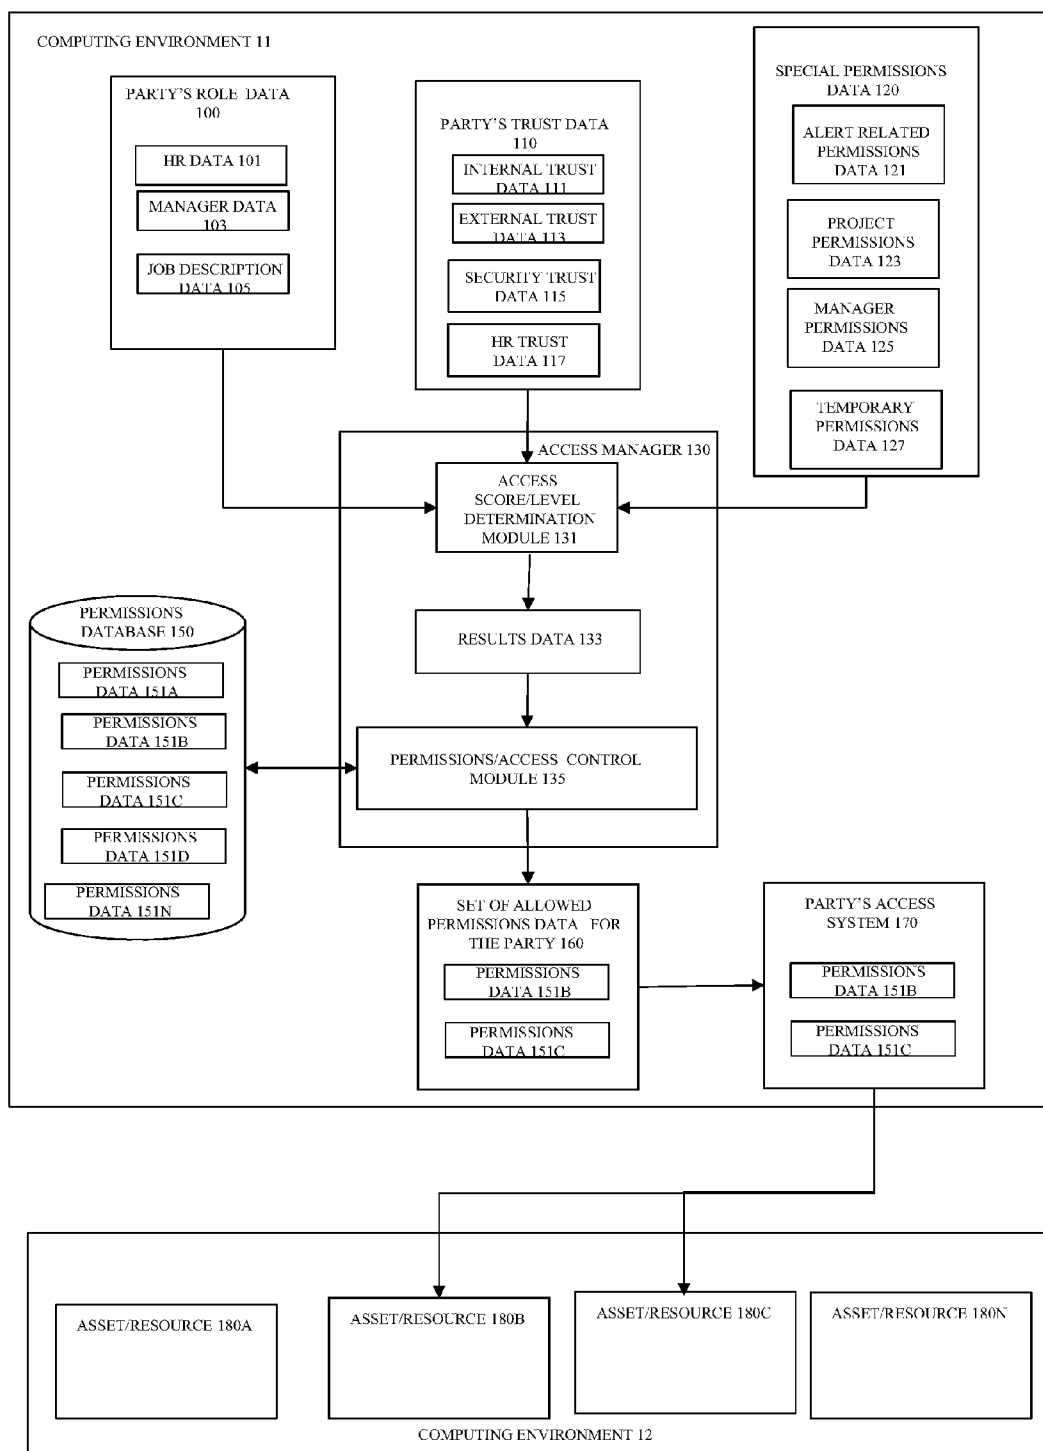 COMPUTING ENVIRONMENT 11
PARTY'S ROLE DATA
100
HR DATA 101
MANAGER DATA
103
JOB DESCRIPTION
DATA 105
PARTY'S TRUST DATA
110
INTERNAL TRUST
DATA 111
EXTERNAL TRUST
DATA 113
SECURITY TRUST
DATA 115
HR TRUST
DATA 117
SPECIAL PERMISSIONS
DATA 120
ALERT RELATED
PERMISSIONS
DATA 121
PROJECT
PERMISSIONS
DATA 123
MANAGER
PERMISSIONS
DATA 125
TEMPORARY
PERMISSIONS
DATA 127
ACCESS MANAGER 130
ACCESS
SCORE/LEVEL
DETERMINATION
MODULE 131
RESULTS DATA 133
PERMISSIONS/ACCESS CONTROL
MODULE 135
PERMISSIONS
DATABASE 150
PERMISSIONS
DATA 151A
PERMISSIONS
DATA 151B
PERMISSIONS
DATA 151C
PERMISSIONS
DATA 151D
PERMISSIONS
DATA 151N
SET OF ALLOWED
PERMISSIONS DATA FOR
THE PARTY 160
PERMISSIONS
DATA 151B
PERMISSIONS
DATA 151C
PARTY'S ACCESS
SYSTEM 170
PERMISSIONS
DATA 151B
PERMISSIONS
DATA 151C
ASSET/RESOURCE 180A
ASSET/RESOURCE 180B
ASSET/RESOURCE 180C
ASSET/RESOURCE 180N
COMPUTING ENVIRONMENT 12